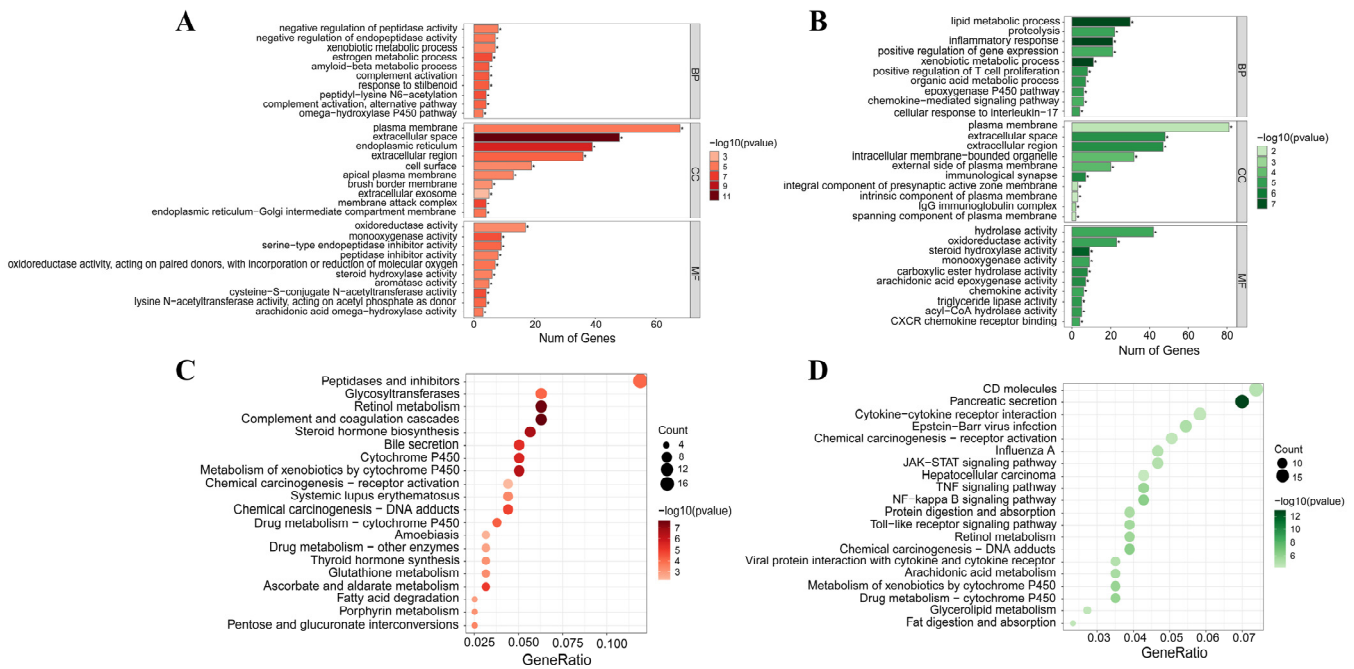 A
negative regulation of peptidase activity
negative regulation of endopeptidase activity
xenobiotic metabolic process
estrogen metabolic process
amyloid-beta metabolic process
complement activation
response to stilbenoid
peptidyl-lysine N6-acetylation
complement activation, alternative pathway
omega-hydroxylase P450 pathway
BP
plasma membrane
extracellular space
endoplasmic reticulum
extracellular region
cell surface
apical plasma membrane
brush border membrane
extracellular exosome
membrane attack complex
endoplasmic reticulum-Golgi intermediate compartment membrane
CC
oxidoreductase activity
monooxygenase activity
serine-type endopeptidase inhibitor activity
peptidase inhibitor activity
oxidoreductase activity, acting on paired donors, with incorporation or reduction of molecular oxygen
steroid hydroxylase activity
aromatase activity
cysteine-S-conjugate N-acetyltransferase activity
lysine N-acetyltransferase activity, acting on acetyl phosphate as donor
arachidonic acid omega-hydroxylase activity
MF
0 20 40 60
Num of Genes
-log10(pvalue)
3
5
7
9
11
B
lipid metabolic process
proteolysis
inflammatory response
positive regulation of gene expression
xenobiotic metabolic process
positive regulation of T cell proliferation
organic acid metabolic process
epoxygenase P450 pathway
chemokine-mediated signaling pathway
cellular response to interleukin-17
BP
plasma membrane
extracellular space
extracellular region
intracellular membrane-bounded organelle
external side of plasma membrane
immunological synapse
integral component of presynaptic active zone membrane
intrinsic component of plasma membrane
IgG immunoglobulin complex
spanning component of plasma membrane
CC
hydrolase activity
oxidoreductase activity
steroid hydroxylase activity
monooxygenase activity
carboxylic ester hydrolase activity
arachidonic acid epoxygenase activity
chemokine activity
triglyceride lipase activity
acyl-CoA hydrolase activity
CXCR chemokine receptor binding
MF
0 20 40 60 80
Num of Genes
-log10(pvalue)
2
3
4
5
6
7
C
Peptidases and inhibitors
Glycosyltransferases
Retinol metabolism
Complement and coagulation cascades
Steroid hormone biosynthesis
Bile secretion
Cytochrome P450
Metabolism of xenobiotics by cytochrome P450
Chemical carcinogenesis - receptor activation
Systemic lupus erythematosus
Chemical carcinogenesis - DNA adducts
Drug metabolism - cytochrome P450
Amoebiasis
Drug metabolism - other enzymes
Thyroid hormone synthesis
Glutathione metabolism
Ascorbate and aldarate metabolism
Fatty acid degradation
Porphyrin metabolism
Pentose and glucuronate interconversions
0.025 0.050 0.075 0.100
GeneRatio
Count
4
8
12
16
-log10(pvalue)
7
6
5
4
3
D
CD molecules
Pancreatic secretion
Cytokine-cytokine receptor interaction
Epstein-Barr virus infection
Chemical carcinogenesis - receptor activation
Influenza A
JAK-STAT signaling pathway
Hepatocellular carcinoma
TNF signaling pathway
NF-kappa B signaling pathway
Protein digestion and absorption
Toll-like receptor signaling pathway
Retinol metabolism
Chemical carcinogenesis - DNA adducts
Viral protein interaction with cytokine and cytokine receptor
Arachidonic acid metabolism
Metabolism of xenobiotics by cytochrome P450
Drug metabolism - cytochrome P450
Glycerolipid metabolism
Fat digestion and absorption
0.03 0.04 0.05 0.06 0.07
GeneRatio
Count
10
15
-log10(pvalue)
12
10
8
6